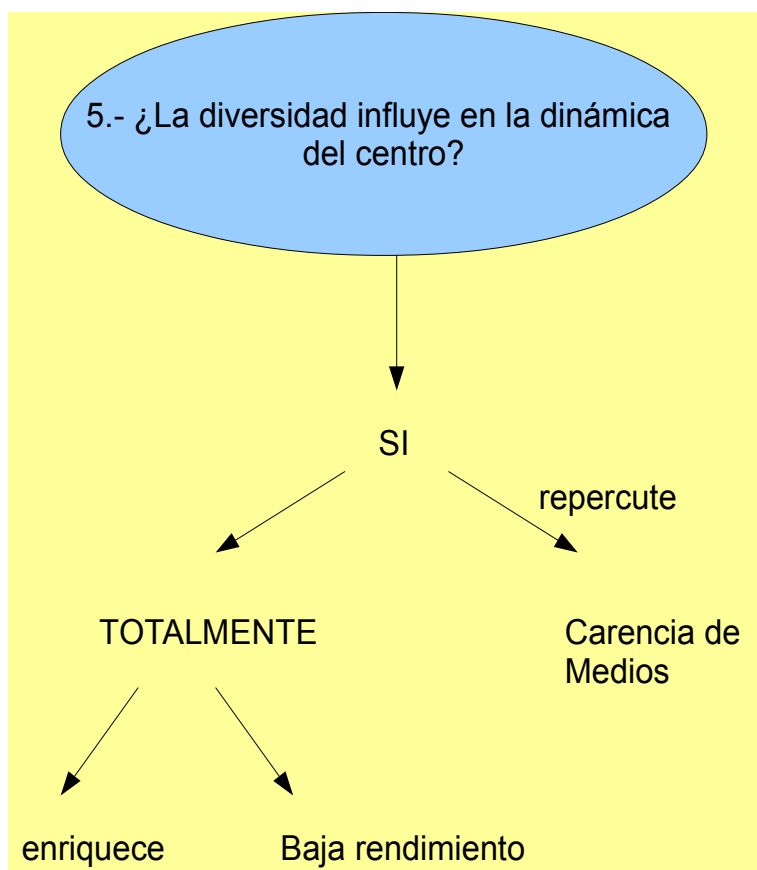 5.- ¿La diversidad influye en la dinámica
del centro?
SI
repercute
TOTALMENTE
Carencia de
Medios
enriquece
Baja rendimiento